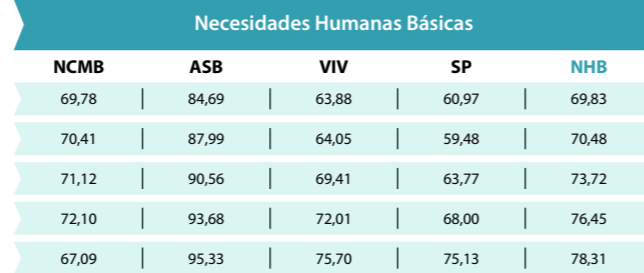 Necesidades Humanas Básicas
NCMB ASB VIV SP NHB
69,78 | 84,69 | 63,88 | 60,97 | 69,83
70,41 | 87,99 | 64,05 | 59,48 | 70,48
71,12 | 90,56 | 69,41 | 63,77 | 73,72
72,10 | 93,68 | 72,01 | 68,00 | 76,45
67,09 | 95,33 | 75,70 | 75,13 | 78,31